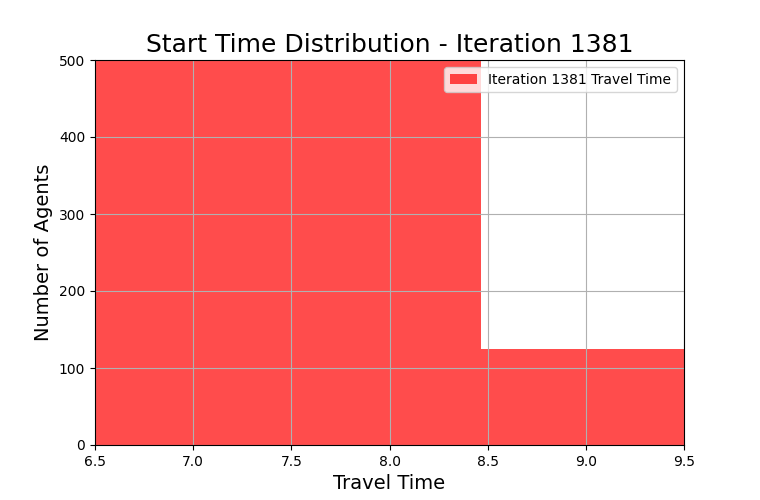 Start Time Distribution - Iteration 1381
Iteration 1381 Travel Time
Number of Agents
500
400
300
200
100
0
6.5 7.0 7.5 8.0 8.5 9.0 9.5
Travel Time